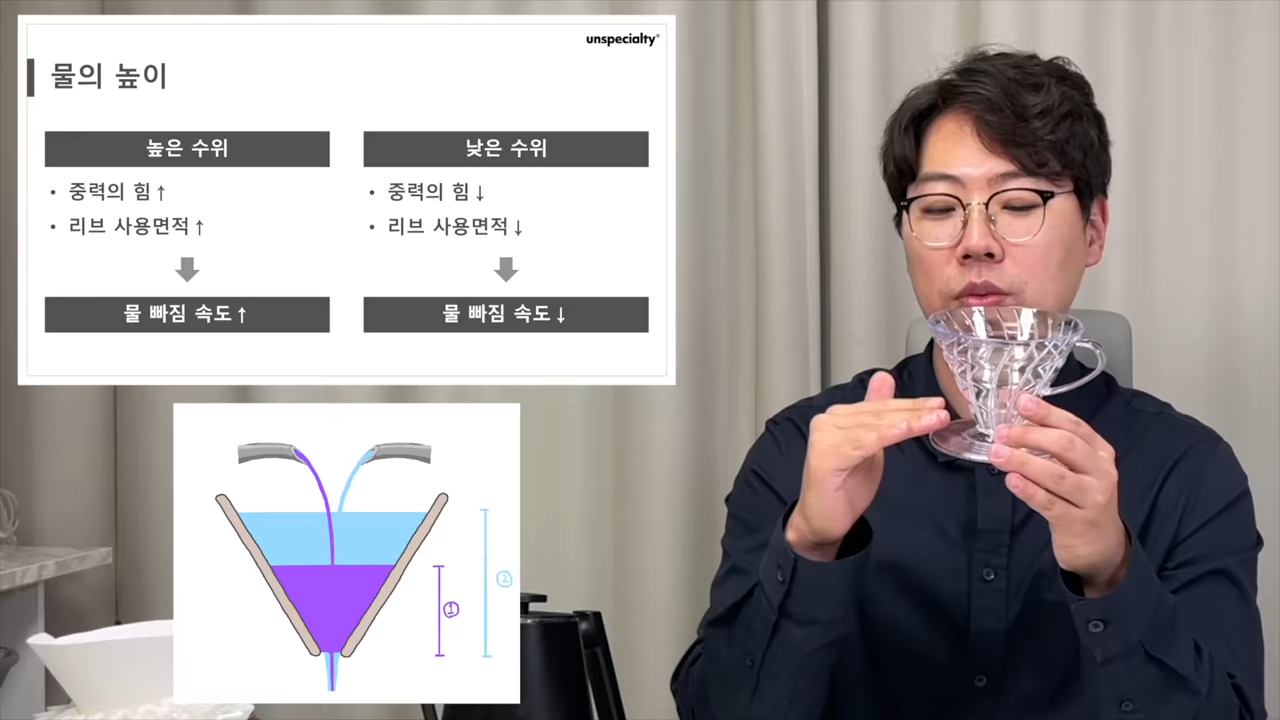 unspecialty
물의 높이
높은 수위
• 중력의 힘↑
• 리브 사용면적↑
물 빠짐 속도↑
낮은 수위
• 중력의 힘↓
• 리브 사용면적↓
물 빠짐 속도↓
②
①